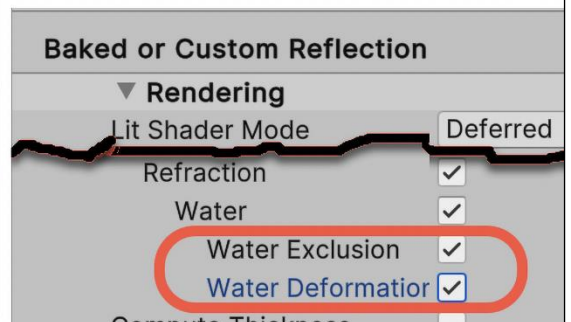 Baked or Custom Reflection
▼ Rendering
Lit Shader Mode Deferred
Refraction
Water
Water Exclusion
Water Deformatior